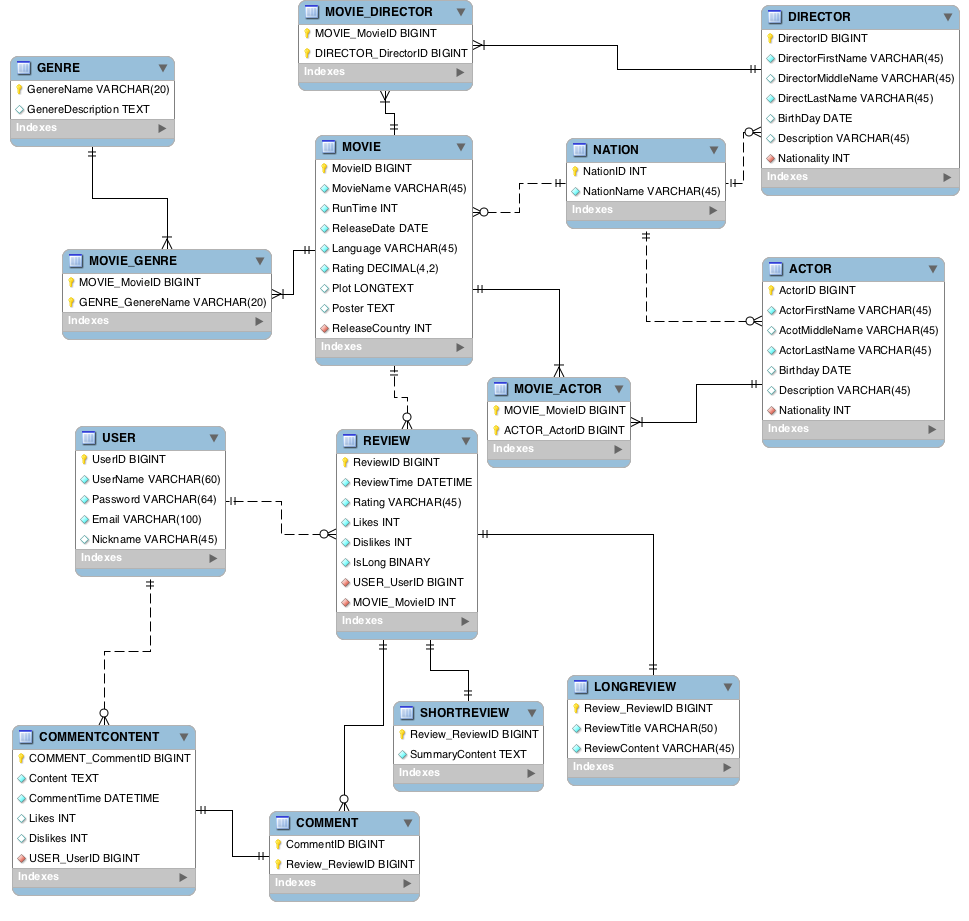 MOVIE_DIRECTOR
MOVIE_MovieID BIGINT
DIRECTOR_DirectorID BIGINT
Indexes
DIRECTOR
DirectorID BIGINT
DirectorFirstName VARCHAR(45)
DirectorMiddleName VARCHAR(45)
DirectLastName VARCHAR(45)
BirthDay DATE
Description VARCHAR(45)
Nationality INT
Indexes
GENRE
GenereName VARCHAR(20)
GenereDescription TEXT
Indexes
MOVIE
MovieID BIGINT
MovieName VARCHAR(45)
RunTime INT
ReleaseDate DATE
Language VARCHAR(45)
Rating DECIMAL(4,2)
Plot LONGTEXT
Poster TEXT
ReleaseCountry INT
Indexes
NATION
NationID INT
NationName VARCHAR(45)
Indexes
MOVIE_GENRE
MOVIE_MovieID BIGINT
GENRE_GenereName VARCHAR(20)
Indexes
ACTOR
ActorID BIGINT
ActorFirstName VARCHAR(45)
AcotMiddleName VARCHAR(45)
ActorLastName VARCHAR(45)
Birthday DATE
Description VARCHAR(45)
Nationality INT
Indexes
MOVIE_ACTOR
MOVIE_MovieID BIGINT
ACTOR_ActorID BIGINT
Indexes
USER
UserID BIGINT
UserName VARCHAR(60)
Password VARCHAR(64)
Email VARCHAR(100)
Nickname VARCHAR(45)
Indexes
REVIEW
ReviewID BIGINT
ReviewTime DATETIME
Rating VARCHAR(45)
Likes INT
Dislikes INT
IsLong BINARY
USER_UserID BIGINT
MOVIE_MovieID INT
Indexes
LONGREVIEW
Review_ReviewID BIGINT
ReviewTitle VARCHAR(50)
ReviewContent VARCHAR(45)
Indexes
SHORTREVIEW
Review_ReviewID BIGINT
SummaryContent TEXT
Indexes
COMMENTCONTENT
COMMENT_CommentID BIGINT
Content TEXT
CommentTime DATETIME
Likes INT
Dislikes INT
USER_UserID BIGINT
Indexes
COMMENT
CommentID BIGINT
Review_ReviewID BIGINT
Indexes